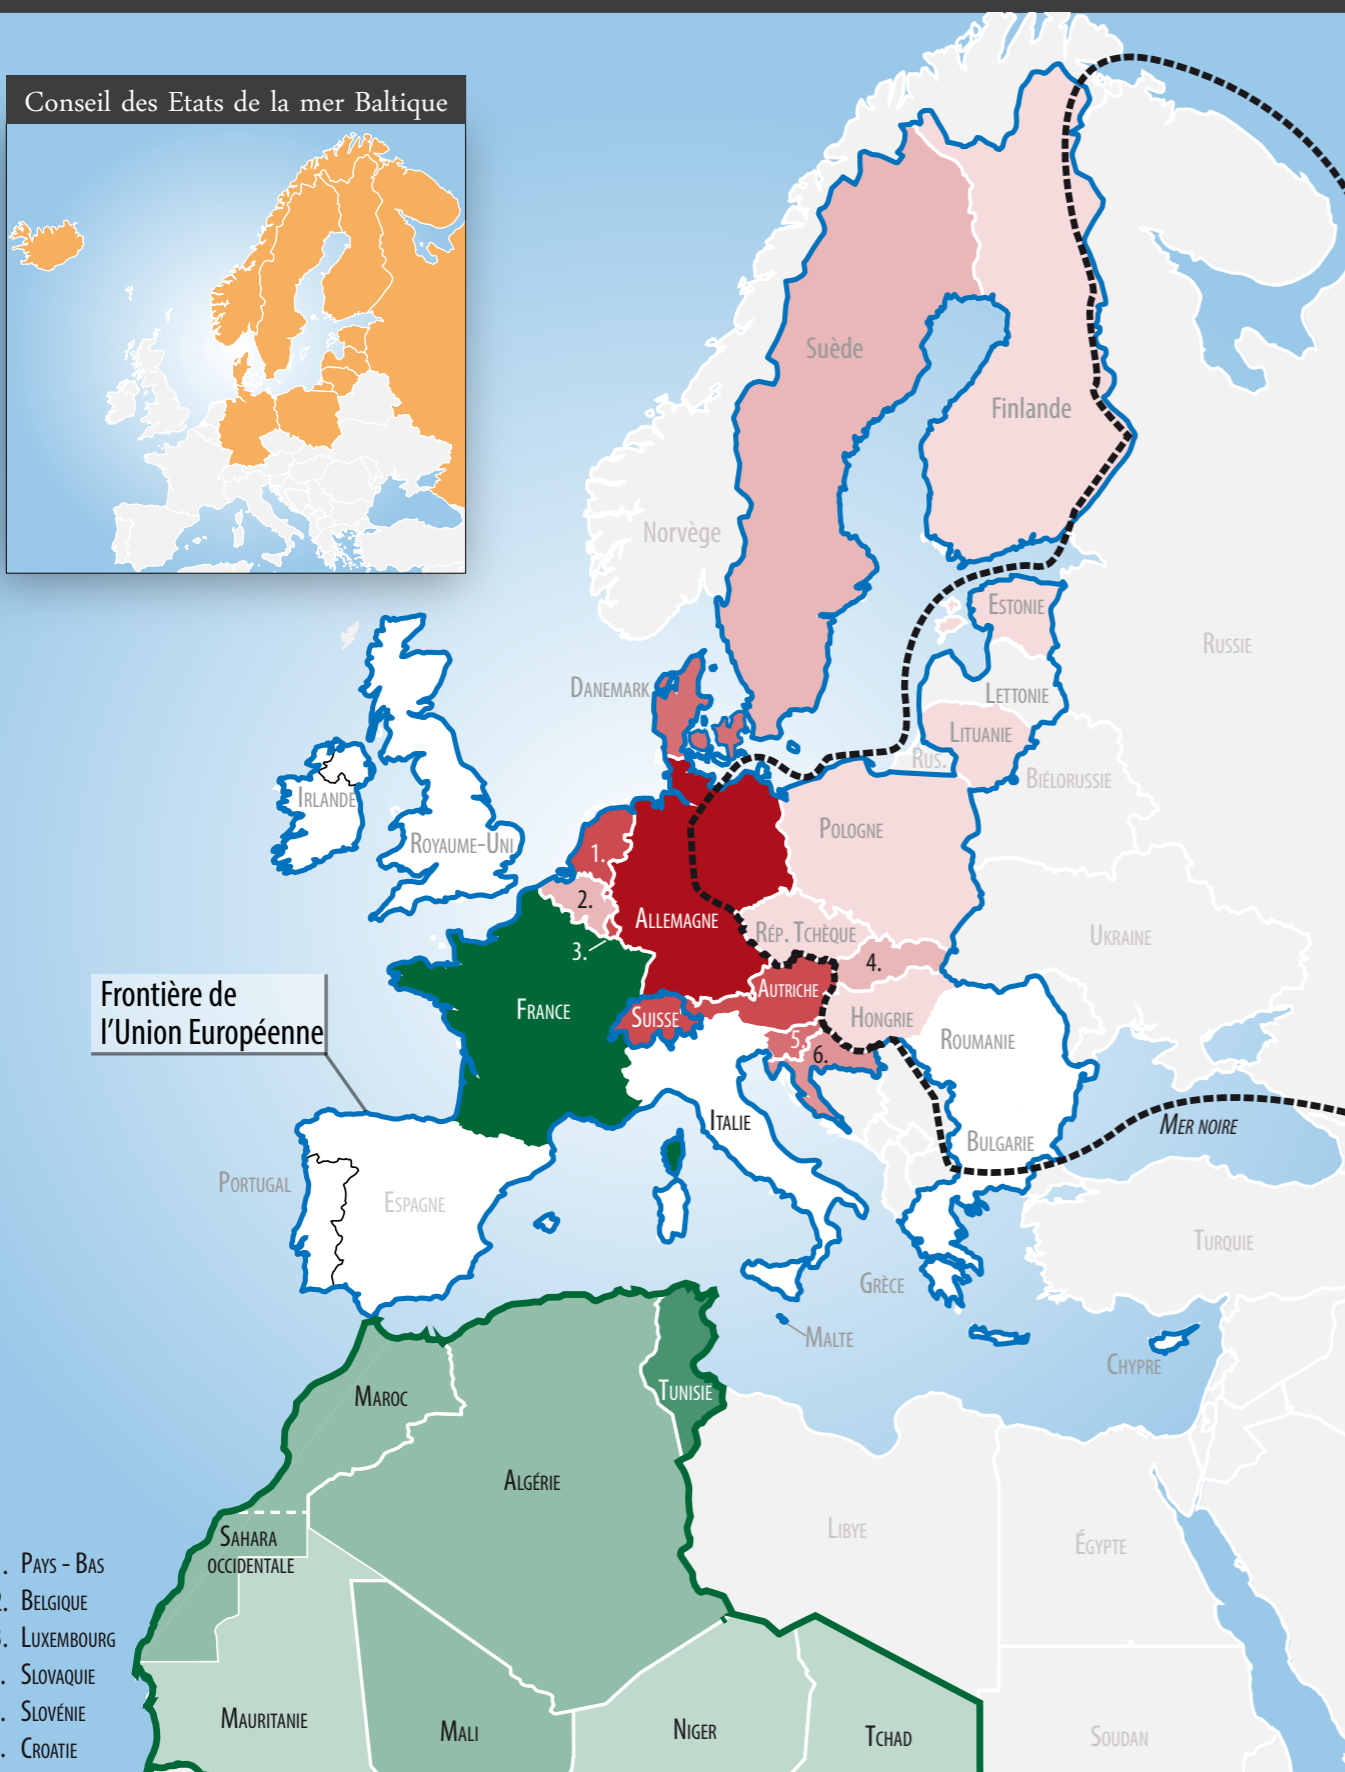 Conseil des Etats de la mer Baltique
Suède
Finlande
Norvège
Estonie
Russie
Danemark
Lettonie
Lituanie
Rus.
Biélorussie
Irlande
Royaume-Uni
Pologne
1.
2.
3.
Allemagne
Rép. Tchèque
4.
Ukraine
Autriche
Frontière de
l'Union Européenne
France
Suisse
Hongrie
5.
6.
Roumanie
Italie
Mer noire
Bulgarie
Portugal
Espagne
Turquie
Grèce
Malte
Chypre
Maroc
Tunisie
Algérie
Libye
Égypte
Sahara
occidentale
. Pays - Bas
. Belgique
. Luxembourg
. Slovaquie
. Slovénie
. Croatie
Mauritanie
Mali
Niger
Tchad
Soudan